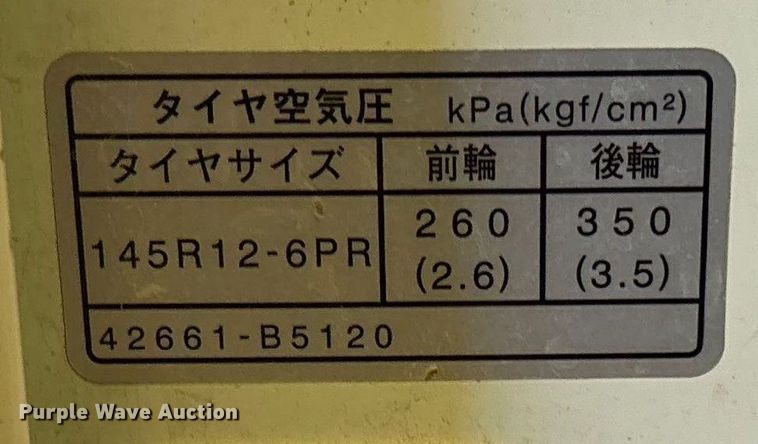 タイヤ空気圧 kPa(kgf/cm²)
タイヤサイズ 前輪 後輪
145R12-6PR 260 (2.6) 350 (3.5)
42661-B5120
Purple Wave Auction